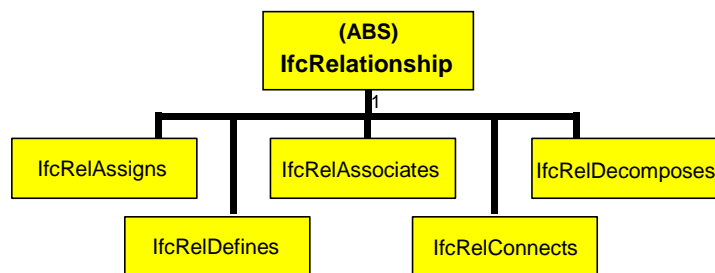 (ABS)
IfcRelationship
1
IfcRelAssigns
IfcRelAssociates
IfcRelDecomposes
IfcRelDefines
IfcRelConnects